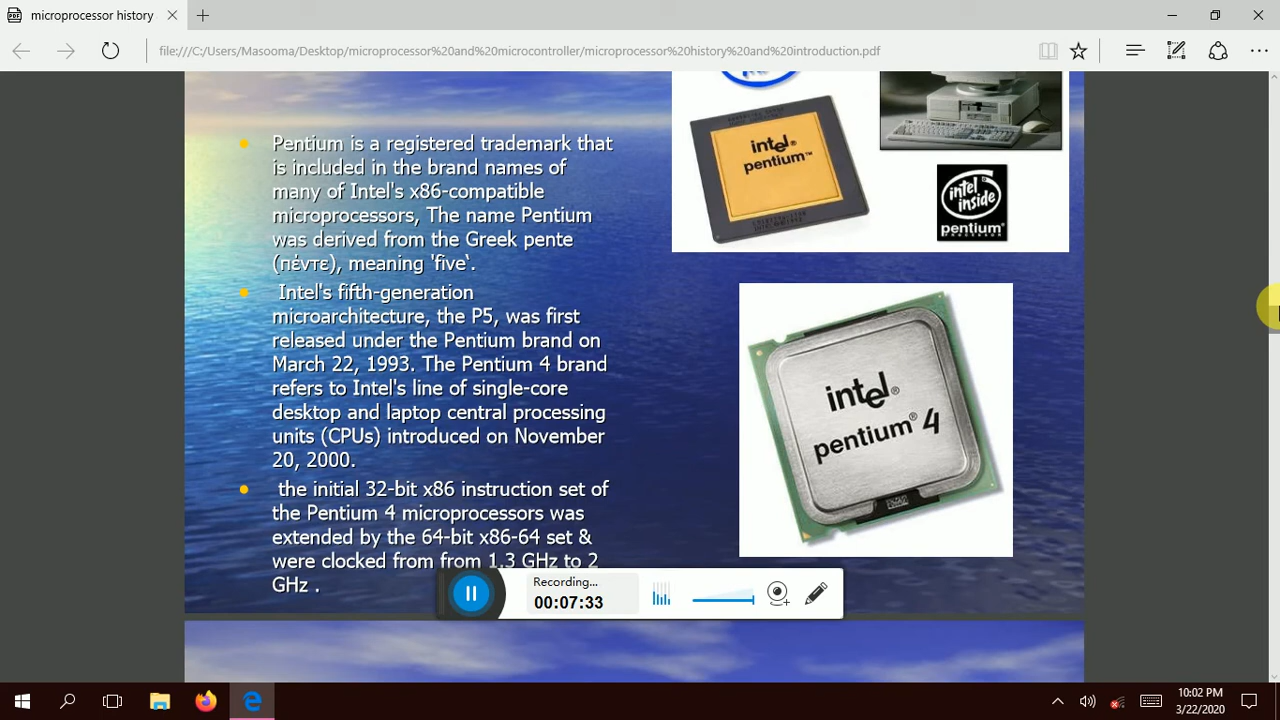 microprocessor history
file:///C:/Users/Masooma/Desktop/microprocessor%20and%20microcontroller/microprocessor%20history%20and%20introduction.pdf
Pentium is a registered trademark that
is included in the brand names of
many of Intel's x86-compatible
microprocessors, The name Pentium
was derived from the Greek pente
(πέντε), meaning 'five'.
Intel's fifth-generation
microarchitecture, the P5, was first
released under the Pentium brand on
March 22, 1993. The Pentium 4 brand
refers to Intel's line of single-core
desktop and laptop central processing
units (CPUs) introduced on November
20, 2000.
the initial 32-bit x86 instruction set of
the Pentium 4 microprocessors was
extended by the 64-bit x86-64 set &
were clocked from from 1.3 GHz to 2
GHz .
intel®
pentium™
intel
inside
pentium®
PROCESSOR
intel®
pentium® 4
Recording...
00:07:33
10:02 PM
3/22/2020